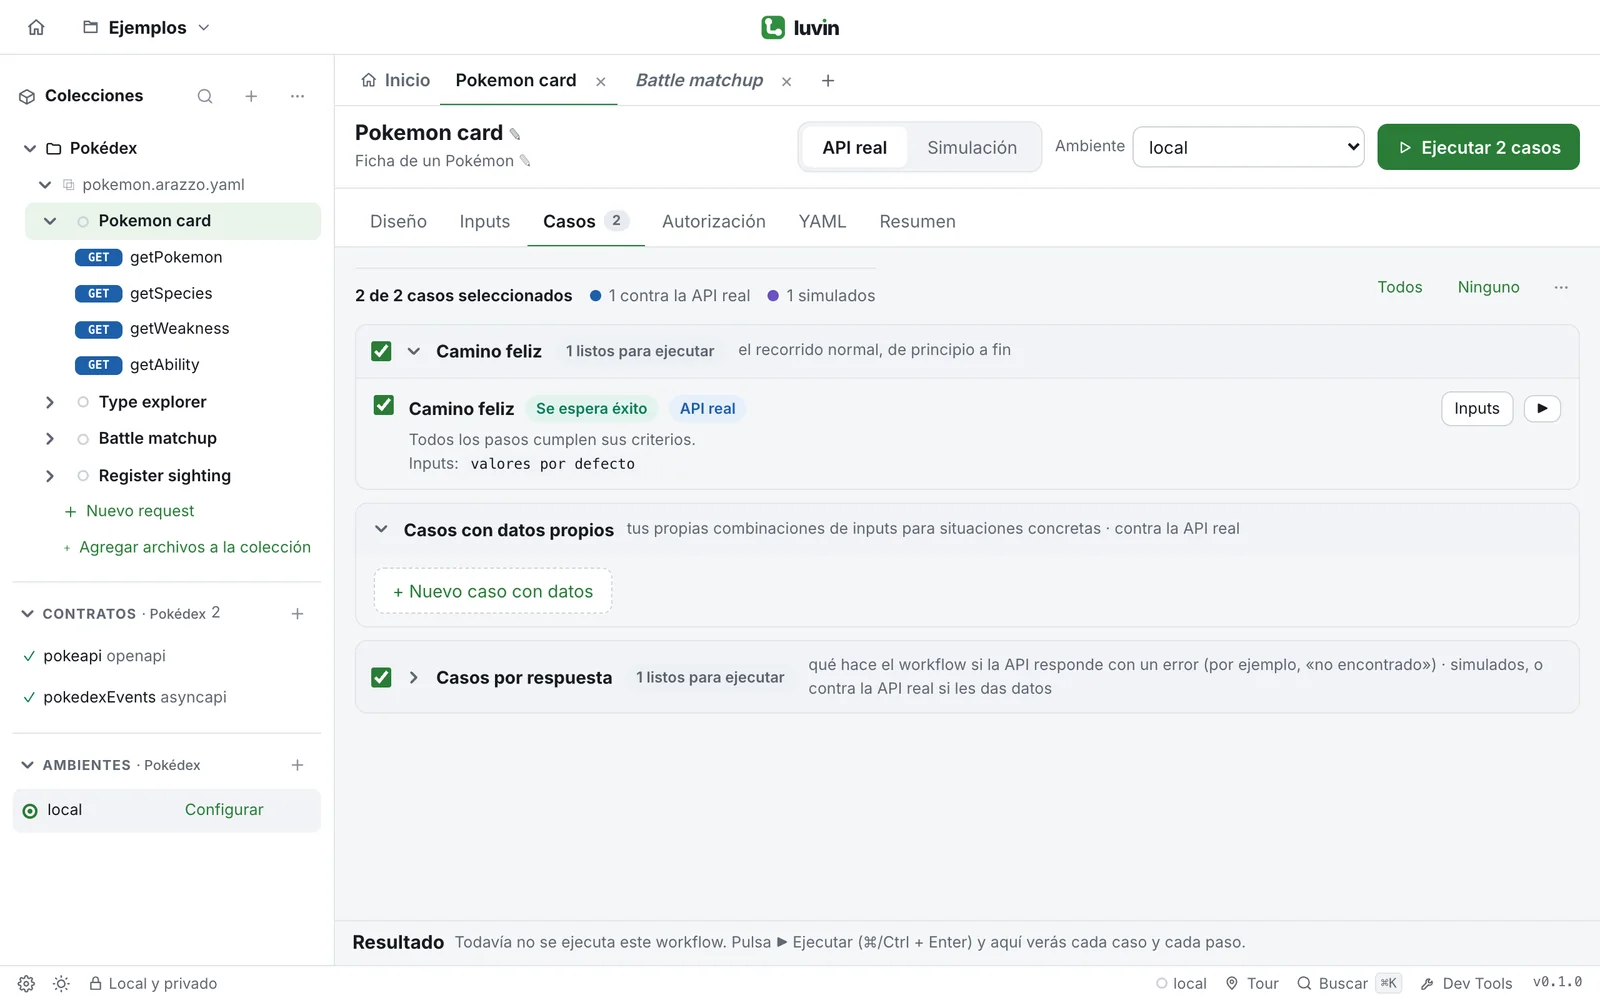 Ejemplos
luvin
Colecciones
Pokédex
pokemon.arazzo.yaml
Pokemon card
GET getPokemon
GET getSpecies
GET getWeakness
GET getAbility
Type explorer
Battle matchup
Register sighting
+ Nuevo request
+ Agregar archivos a la colección
CONTRATOS · Pokédex 2
pokeapi openapi
pokedexEvents asyncapi
AMBIENTES · Pokédex
local Configurar
Inicio Pokemon card × Battle matchup × +
Pokemon card
Ficha de un Pokémon
API real Simulación Ambiente local Ejecutar 2 casos
Diseño Inputs Casos 2 Autorización YAML Resumen
2 de 2 casos seleccionados 1 contra la API real 1 simulados Todos Ninguno ···
Camino feliz 1 listos para ejecutar el recorrido normal, de principio a fin
Camino feliz Se espera éxito API real Inputs
Todos los pasos cumplen sus criterios.
Inputs: valores por defecto
Casos con datos propios tus propias combinaciones de inputs para situaciones concretas · contra la API real
+ Nuevo caso con datos
Casos por respuesta 1 listos para ejecutar qué hace el workflow si la API responde con un error (por ejemplo, «no encontrado») · simulados, o
contra la API real si les das datos
Resultado Todavía no se ejecuta este workflow. Pulsa ▶ Ejecutar (⌘/Ctrl + Enter) y aquí verás cada caso y cada paso.
Local y privado local Tour Buscar ⌘K Dev Tools v0.1.0